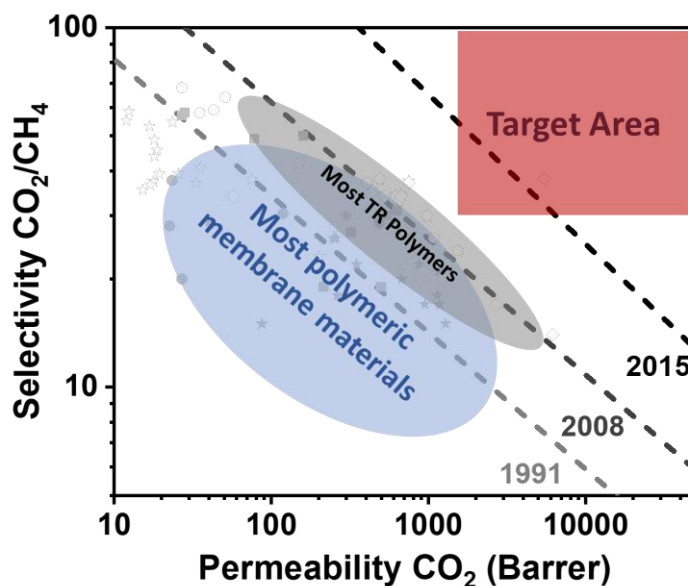 100
Target Area
Most TR Polymers
Most polymeric
membrane materials
Selectivity CO₂/CH₄
10
2015
2008
1991
10
100
1000
10000
Permeability CO₂ (Barrer)